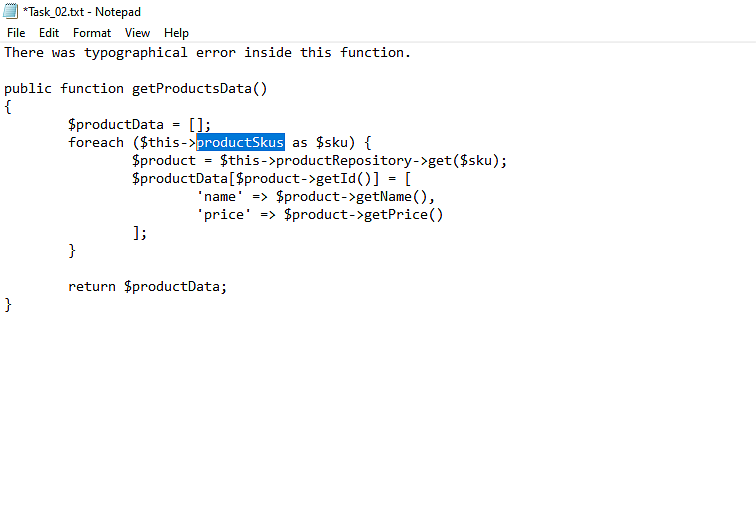 *Task_02.txt - Notepad
File Edit Format View Help
There was typographical error inside this function.
public function getProductsData()
{
$productData = [];
foreach ($this->productSkus as $sku) {
$product = $this->productRepository->get($sku);
$productData[$product->getId()] = [
'name' => $product->getName(),
'price' => $product->getPrice()
];
}
return $productData;
}